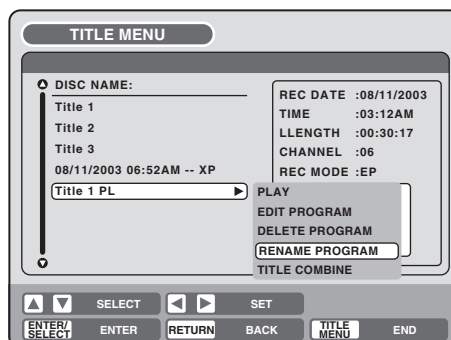 TITLE MENU
DISC NAME:
Title 1
Title 2
Title 3
08/11/2003 06:52AM -- XP
Title 1 PL
REC DATE :08/11/2003
TIME :03:12AM
LLENGTH :00:30:17
CHANNEL :06
REC MODE :EP
PLAY
EDIT PROGRAM
DELETE PROGRAM
RENAME PROGRAM
TITLE COMBINE
SELECT SET
ENTER/
SELECT ENTER RETURN BACK TITLE
MENU END